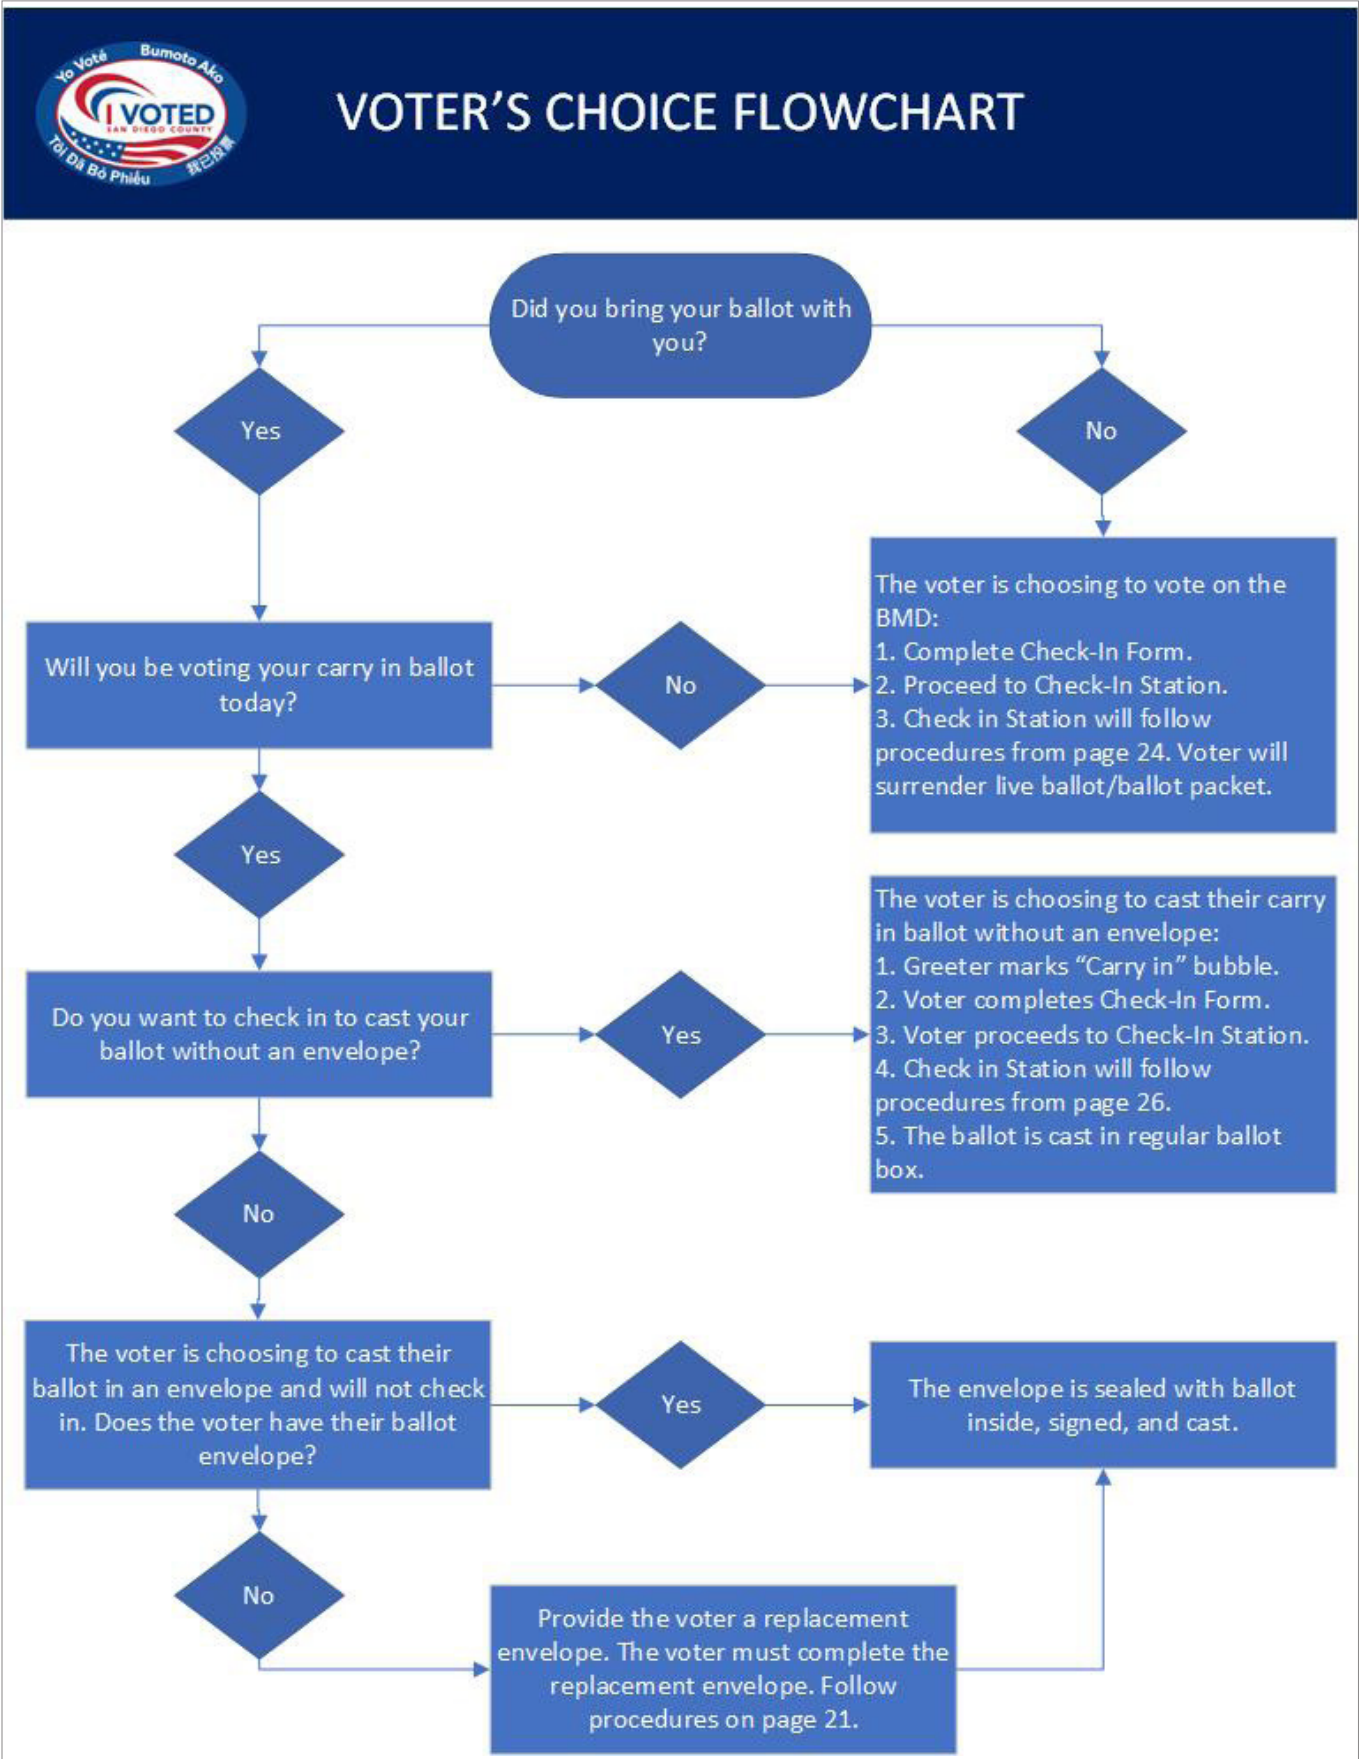 Yo Voté
Bumoto Ako
I VOTED
SAN DIEGO COUNTY
Tôi Đã Bỏ Phiếu
我已投票
VOTER’S CHOICE FLOWCHART
Did you bring your ballot with
you?
Yes
No
The voter is choosing to vote on the
BMD:
1. Complete Check-In Form.
2. Proceed to Check-In Station.
3. Check in Station will follow
procedures from page 24. Voter will
surrender live ballot/ballot packet.
Will you be voting your carry in ballot
today?
No
Yes
The voter is choosing to cast their carry
in ballot without an envelope:
1. Greeter marks “Carry in” bubble.
2. Voter completes Check-In Form.
3. Voter proceeds to Check-In Station.
4. Check in Station will follow
procedures from page 26.
5. The ballot is cast in regular ballot
box.
Do you want to check in to cast your
ballot without an envelope?
Yes
No
The voter is choosing to cast their
ballot in an envelope and will not check
in. Does the voter have their ballot
envelope?
Yes
The envelope is sealed with ballot
inside, signed, and cast.
No
Provide the voter a replacement
envelope. The voter must complete the
replacement envelope. Follow
procedures on page 21.